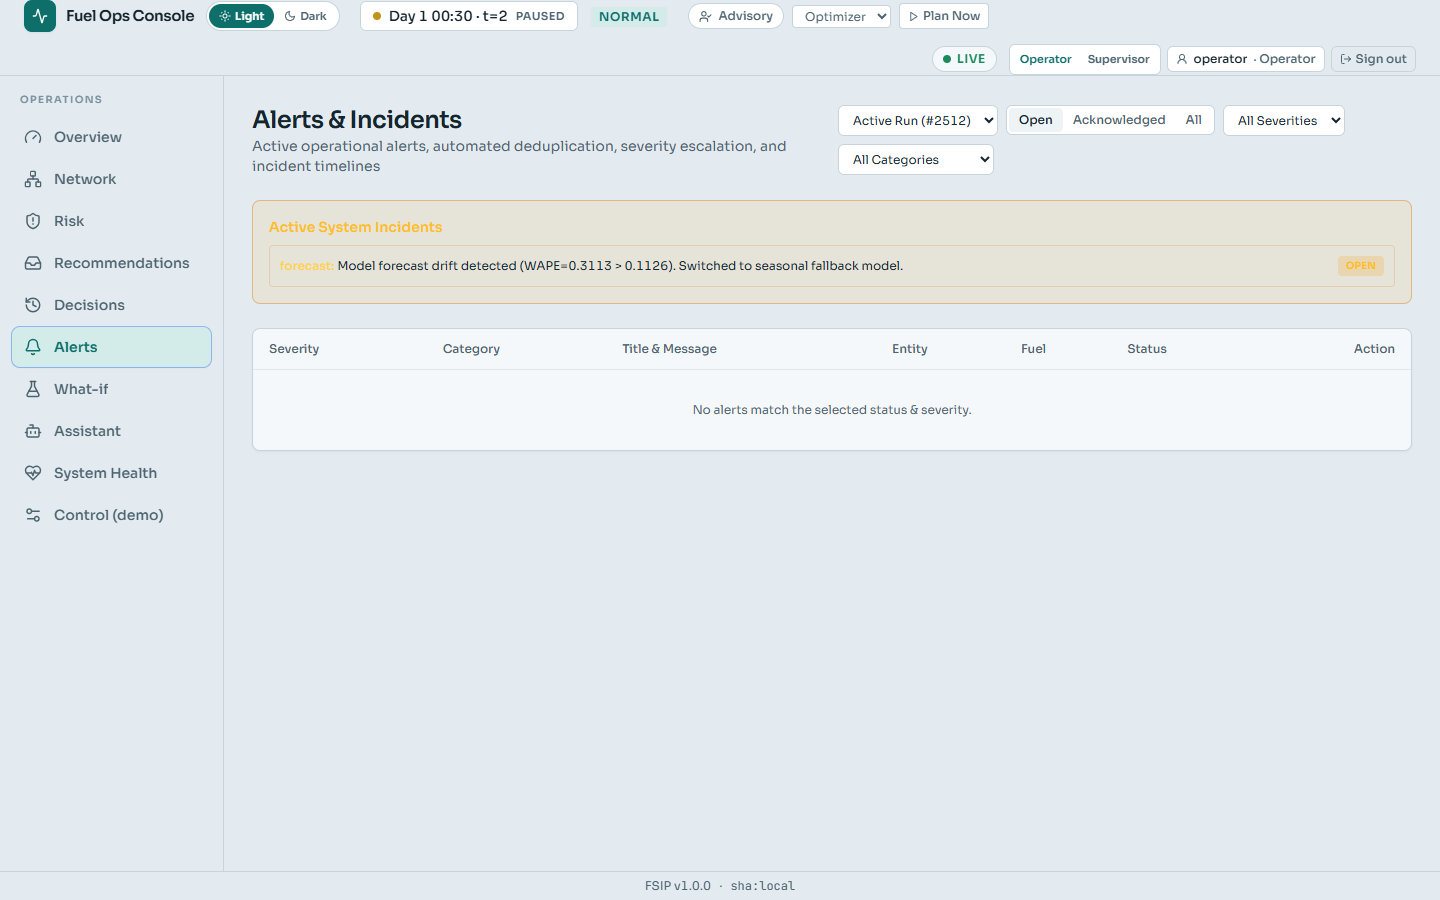 Fuel Ops Console
Light
Dark
Day 1 00:30 · t=2 PAUSED
NORMAL
Advisory
Optimizer
Plan Now
LIVE
Operator
Supervisor
operator · Operator
Sign out
OPERATIONS
Overview
Network
Risk
Recommendations
Decisions
Alerts
What-if
Assistant
System Health
Control (demo)
Alerts & Incidents
Active operational alerts, automated deduplication, severity escalation, and
incident timelines
Active Run (#2512)
Open
Acknowledged
All
All Severities
All Categories
Active System Incidents
forecast: Model forecast drift detected (WAPE=0.3113 > 0.1126). Switched to seasonal fallback model.
OPEN
Severity
Category
Title & Message
Entity
Fuel
Status
Action
No alerts match the selected status & severity.
FSIP v1.0.0 · sha:local